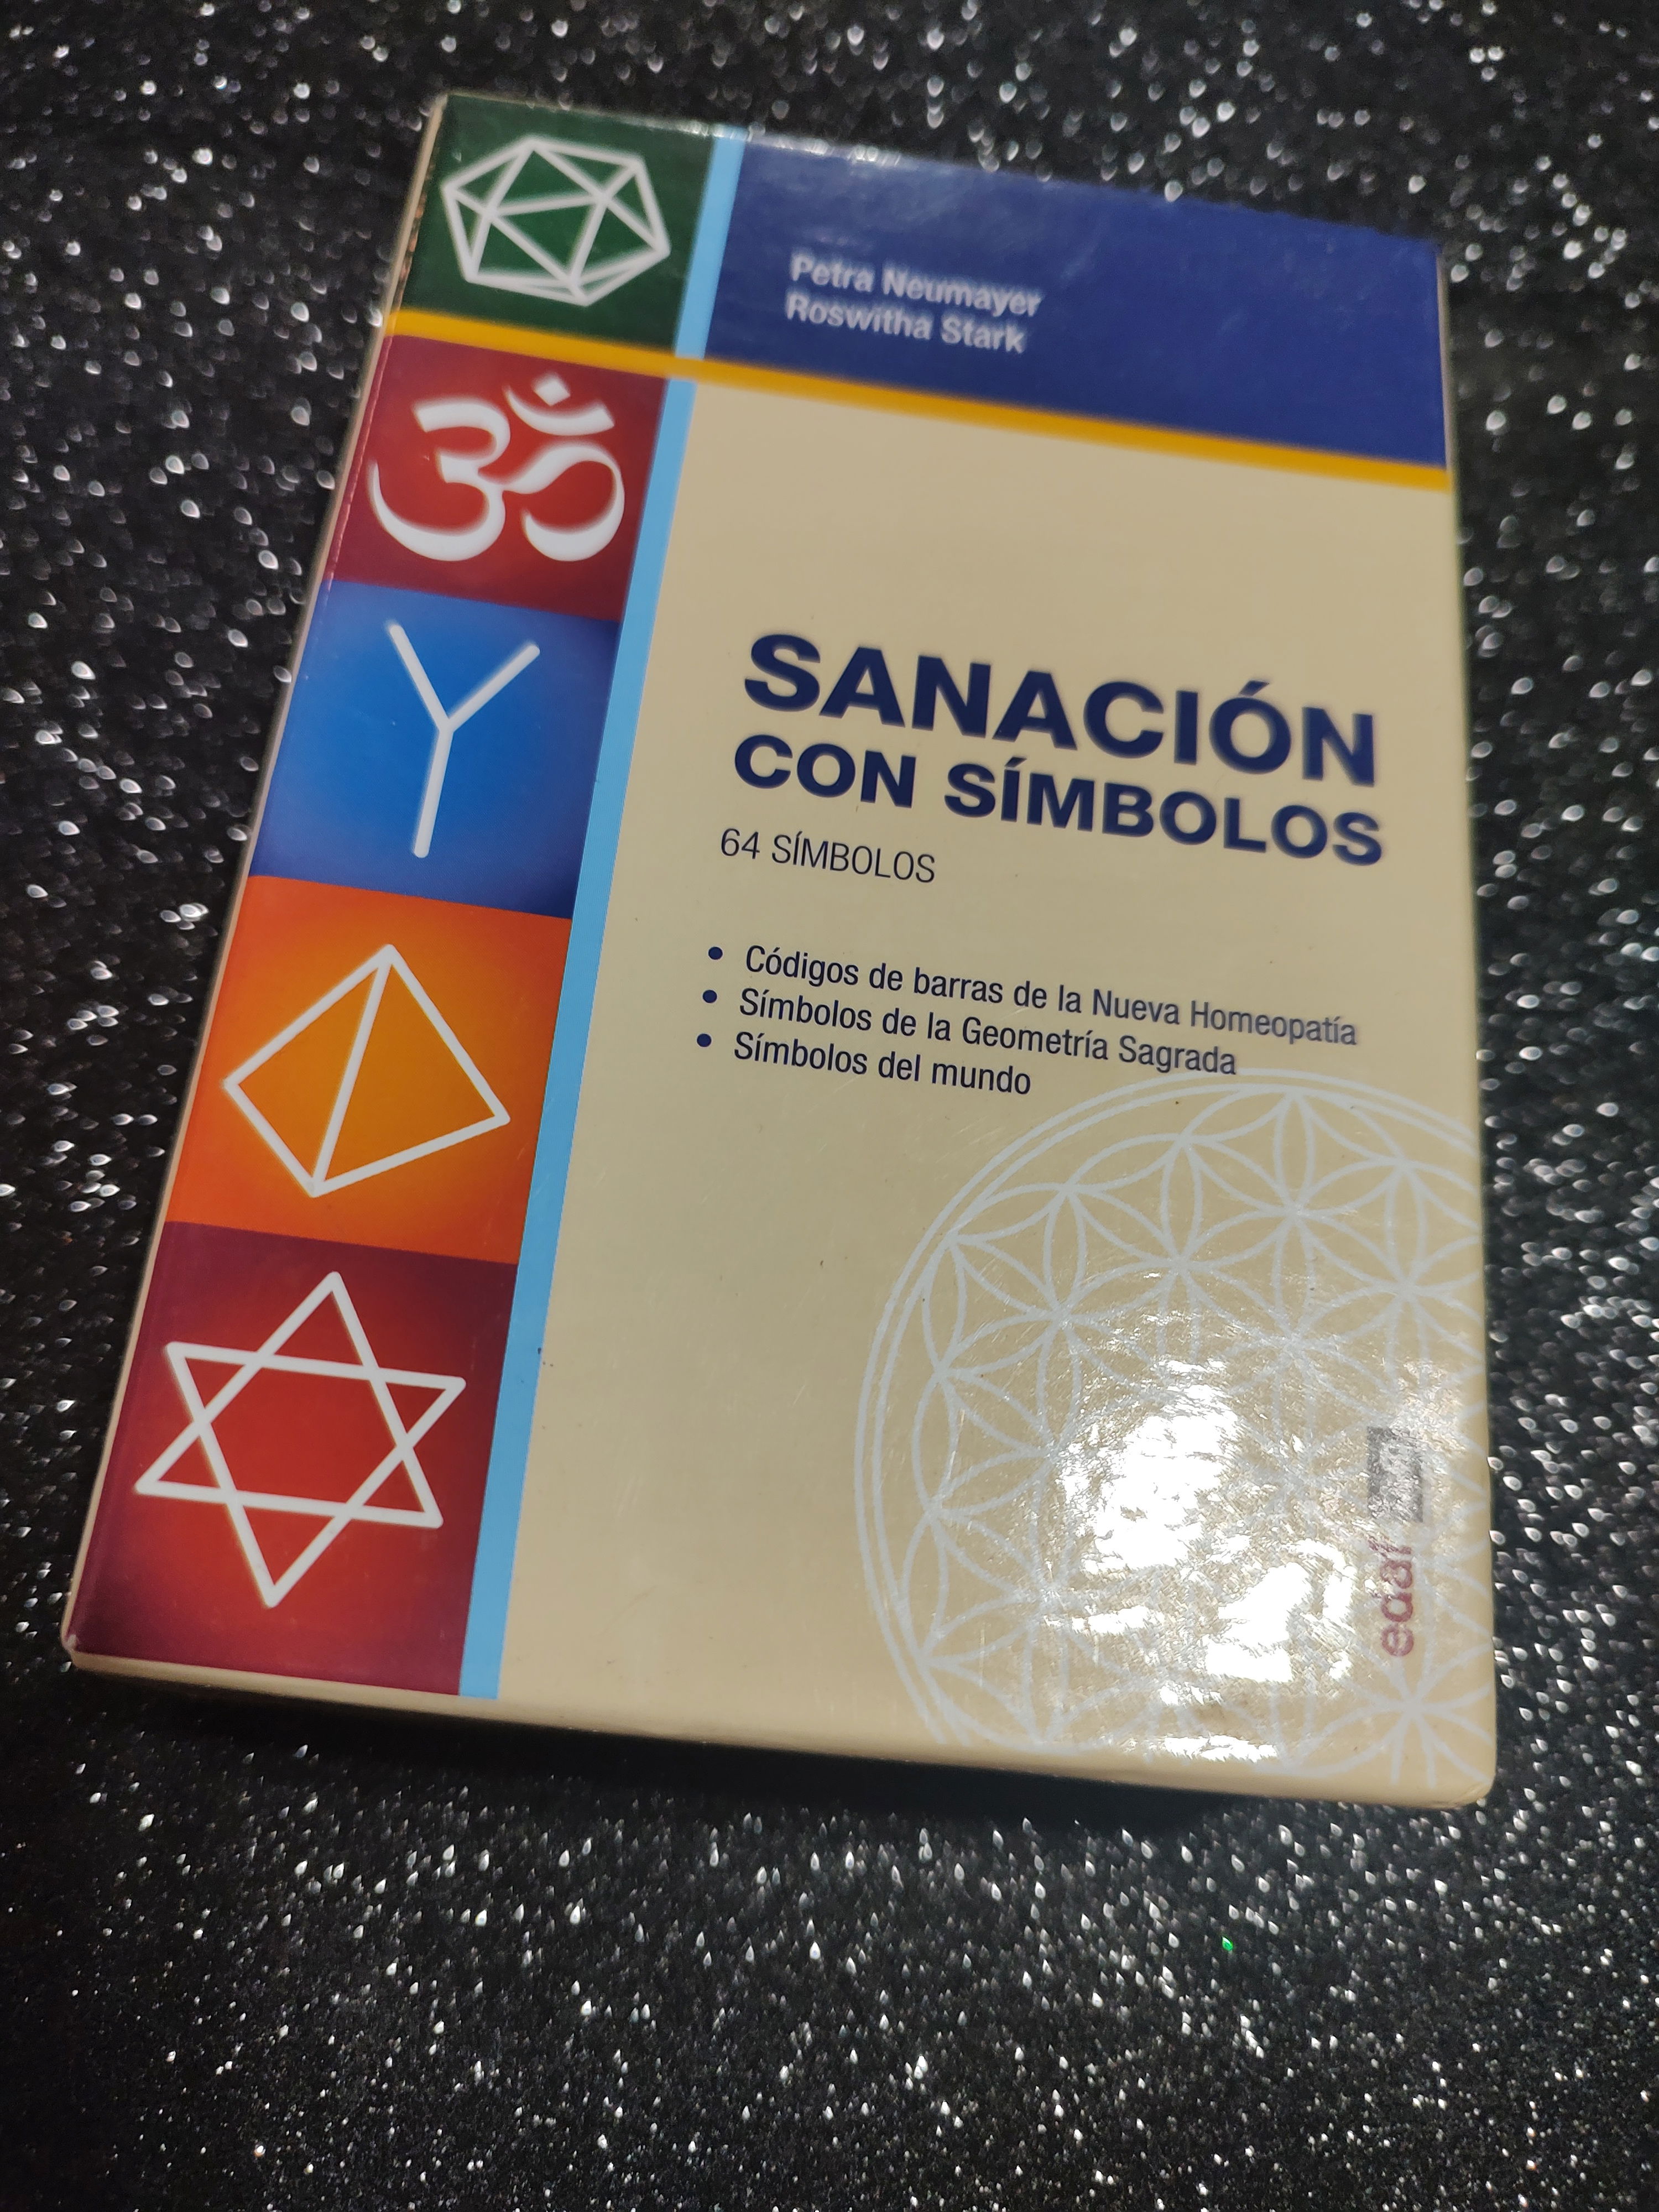 Petra Neumayer
Roswitha Stark
ॐ
SANACIÓN
CON SÍMBOLOS
64 SÍMBOLOS
• Códigos de barras de la Nueva Homeopatía
• Símbolos de la Geometría Sagrada
• Símbolos del mundo
edaf